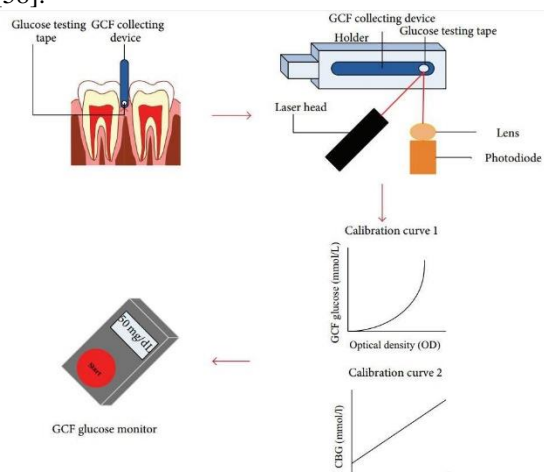 [56].
Glucose testing
tape
GCF collecting
device
GCF collecting device
Holder
Glucose testing tape
Laser head
Lens
Photodiode
Calibration curve 1
GCF glucose (mmol/L)
Optical density (OD)
Calibration curve 2
CBG (mmol/l)
50 mg/dL
Start
GCF glucose monitor